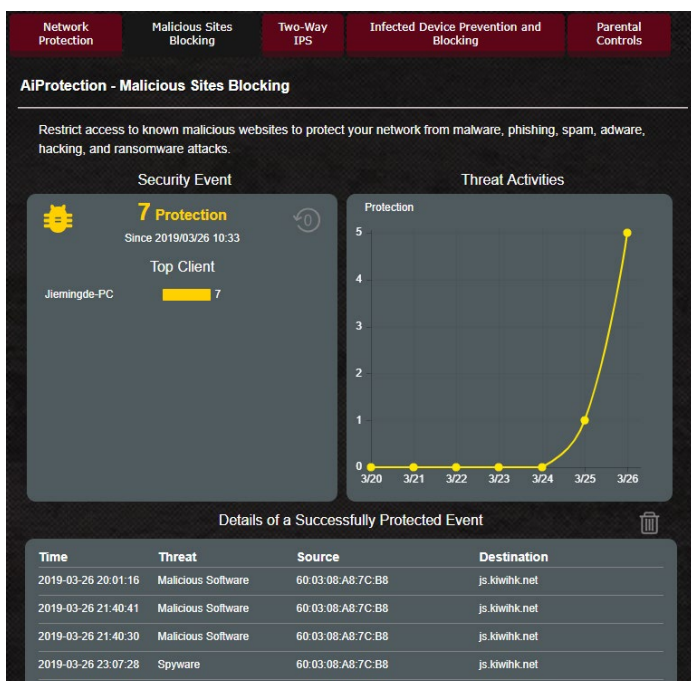 Network Protection
Malicious Sites Blocking
Two-Way IPS
Infected Device Prevention and Blocking
Parental Controls
AiProtection - Malicious Sites Blocking
Restrict access to known malicious websites to protect your network from malware, phishing, spam, adware,
hacking, and ransomware attacks.
Security Event
7 Protection
0
Since 2019/03/26 10:33
Top Client
Jiemingde-PC 7
Threat Activities
Protection
5
4
3
2
1
0
3/20 3/21 3/22 3/23 3/24 3/25 3/26
Details of a Successfully Protected Event
Time Threat Source Destination
2019-03-26 20:01:16 Malicious Software 60:03:08:A8:7C:B8 js.kiwihk.net
2019-03-26 21:40:41 Malicious Software 60:03:08:A8:7C:B8 js.kiwihk.net
2019-03-26 21:40:30 Malicious Software 60:03:08:A8:7C:B8 js.kiwihk.net
2019-03-26 23:07:28 Spyware 60:03:08:A8:7C:B8 js.kiwihk.net